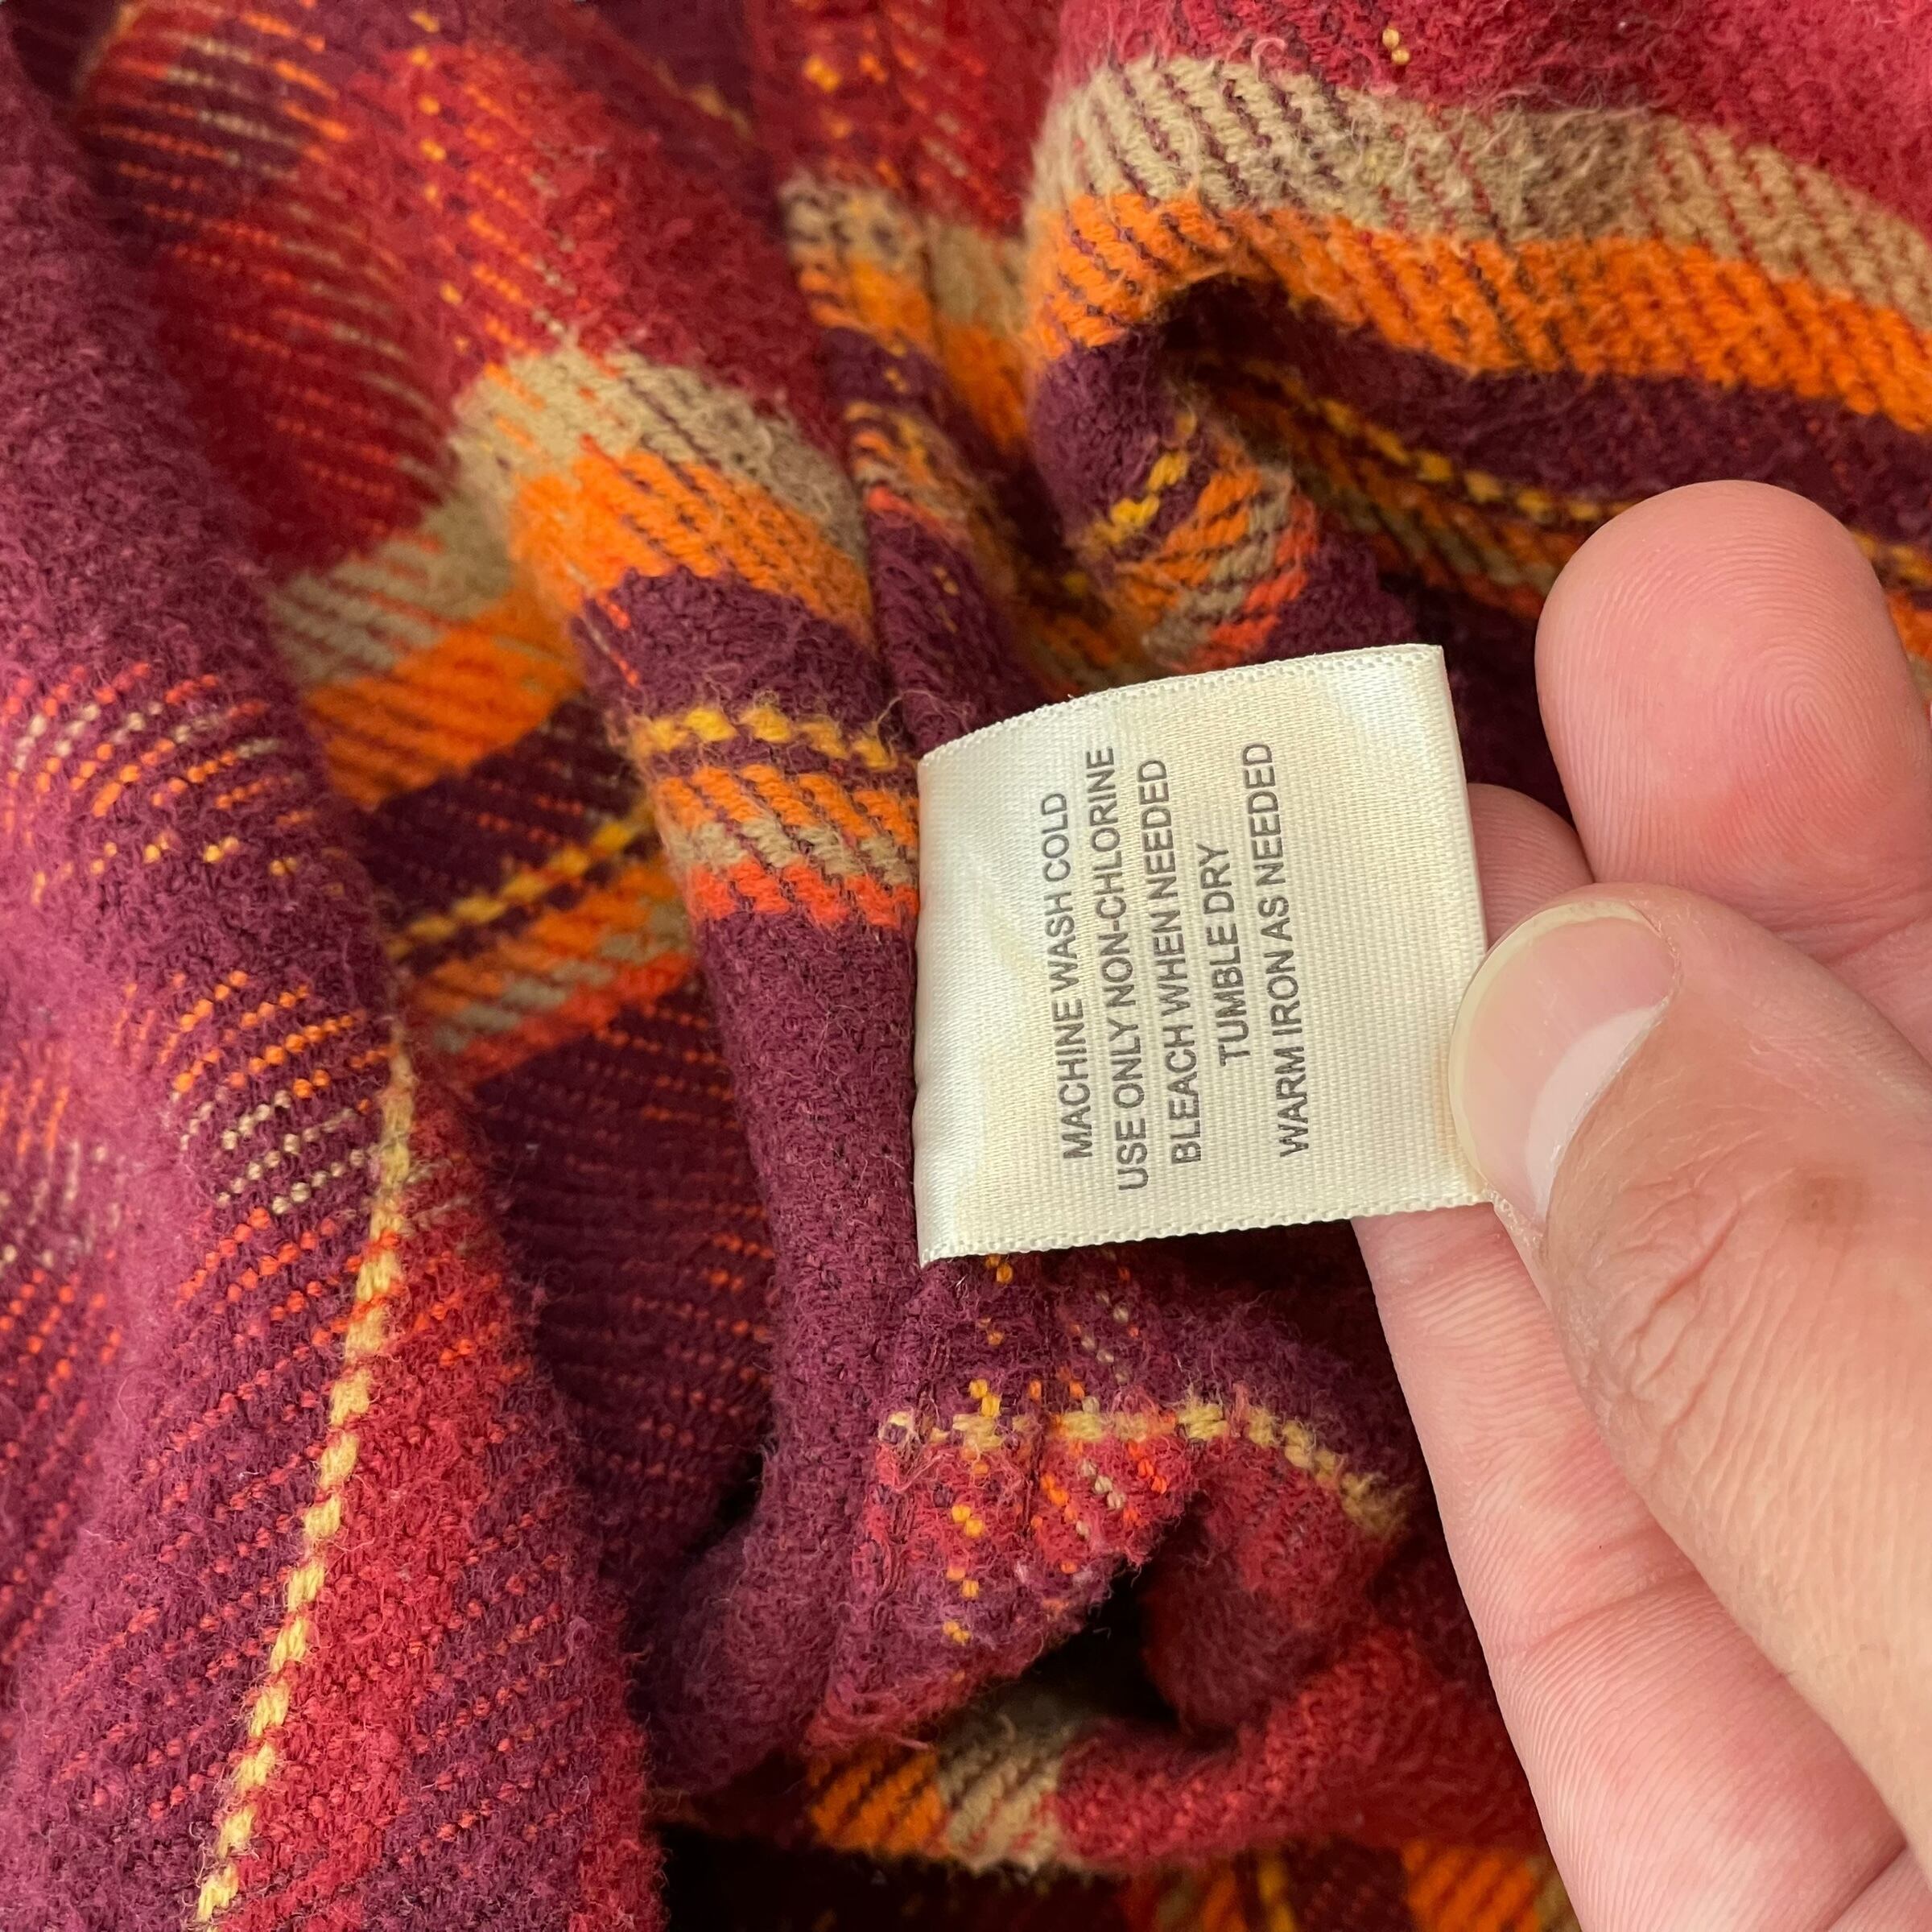 MACHINE WASH COLD
USE ONLY NON-CHLORINE
BLEACH WHEN NEEDED
TUMBLE DRY
WARM IRON AS NEEDED